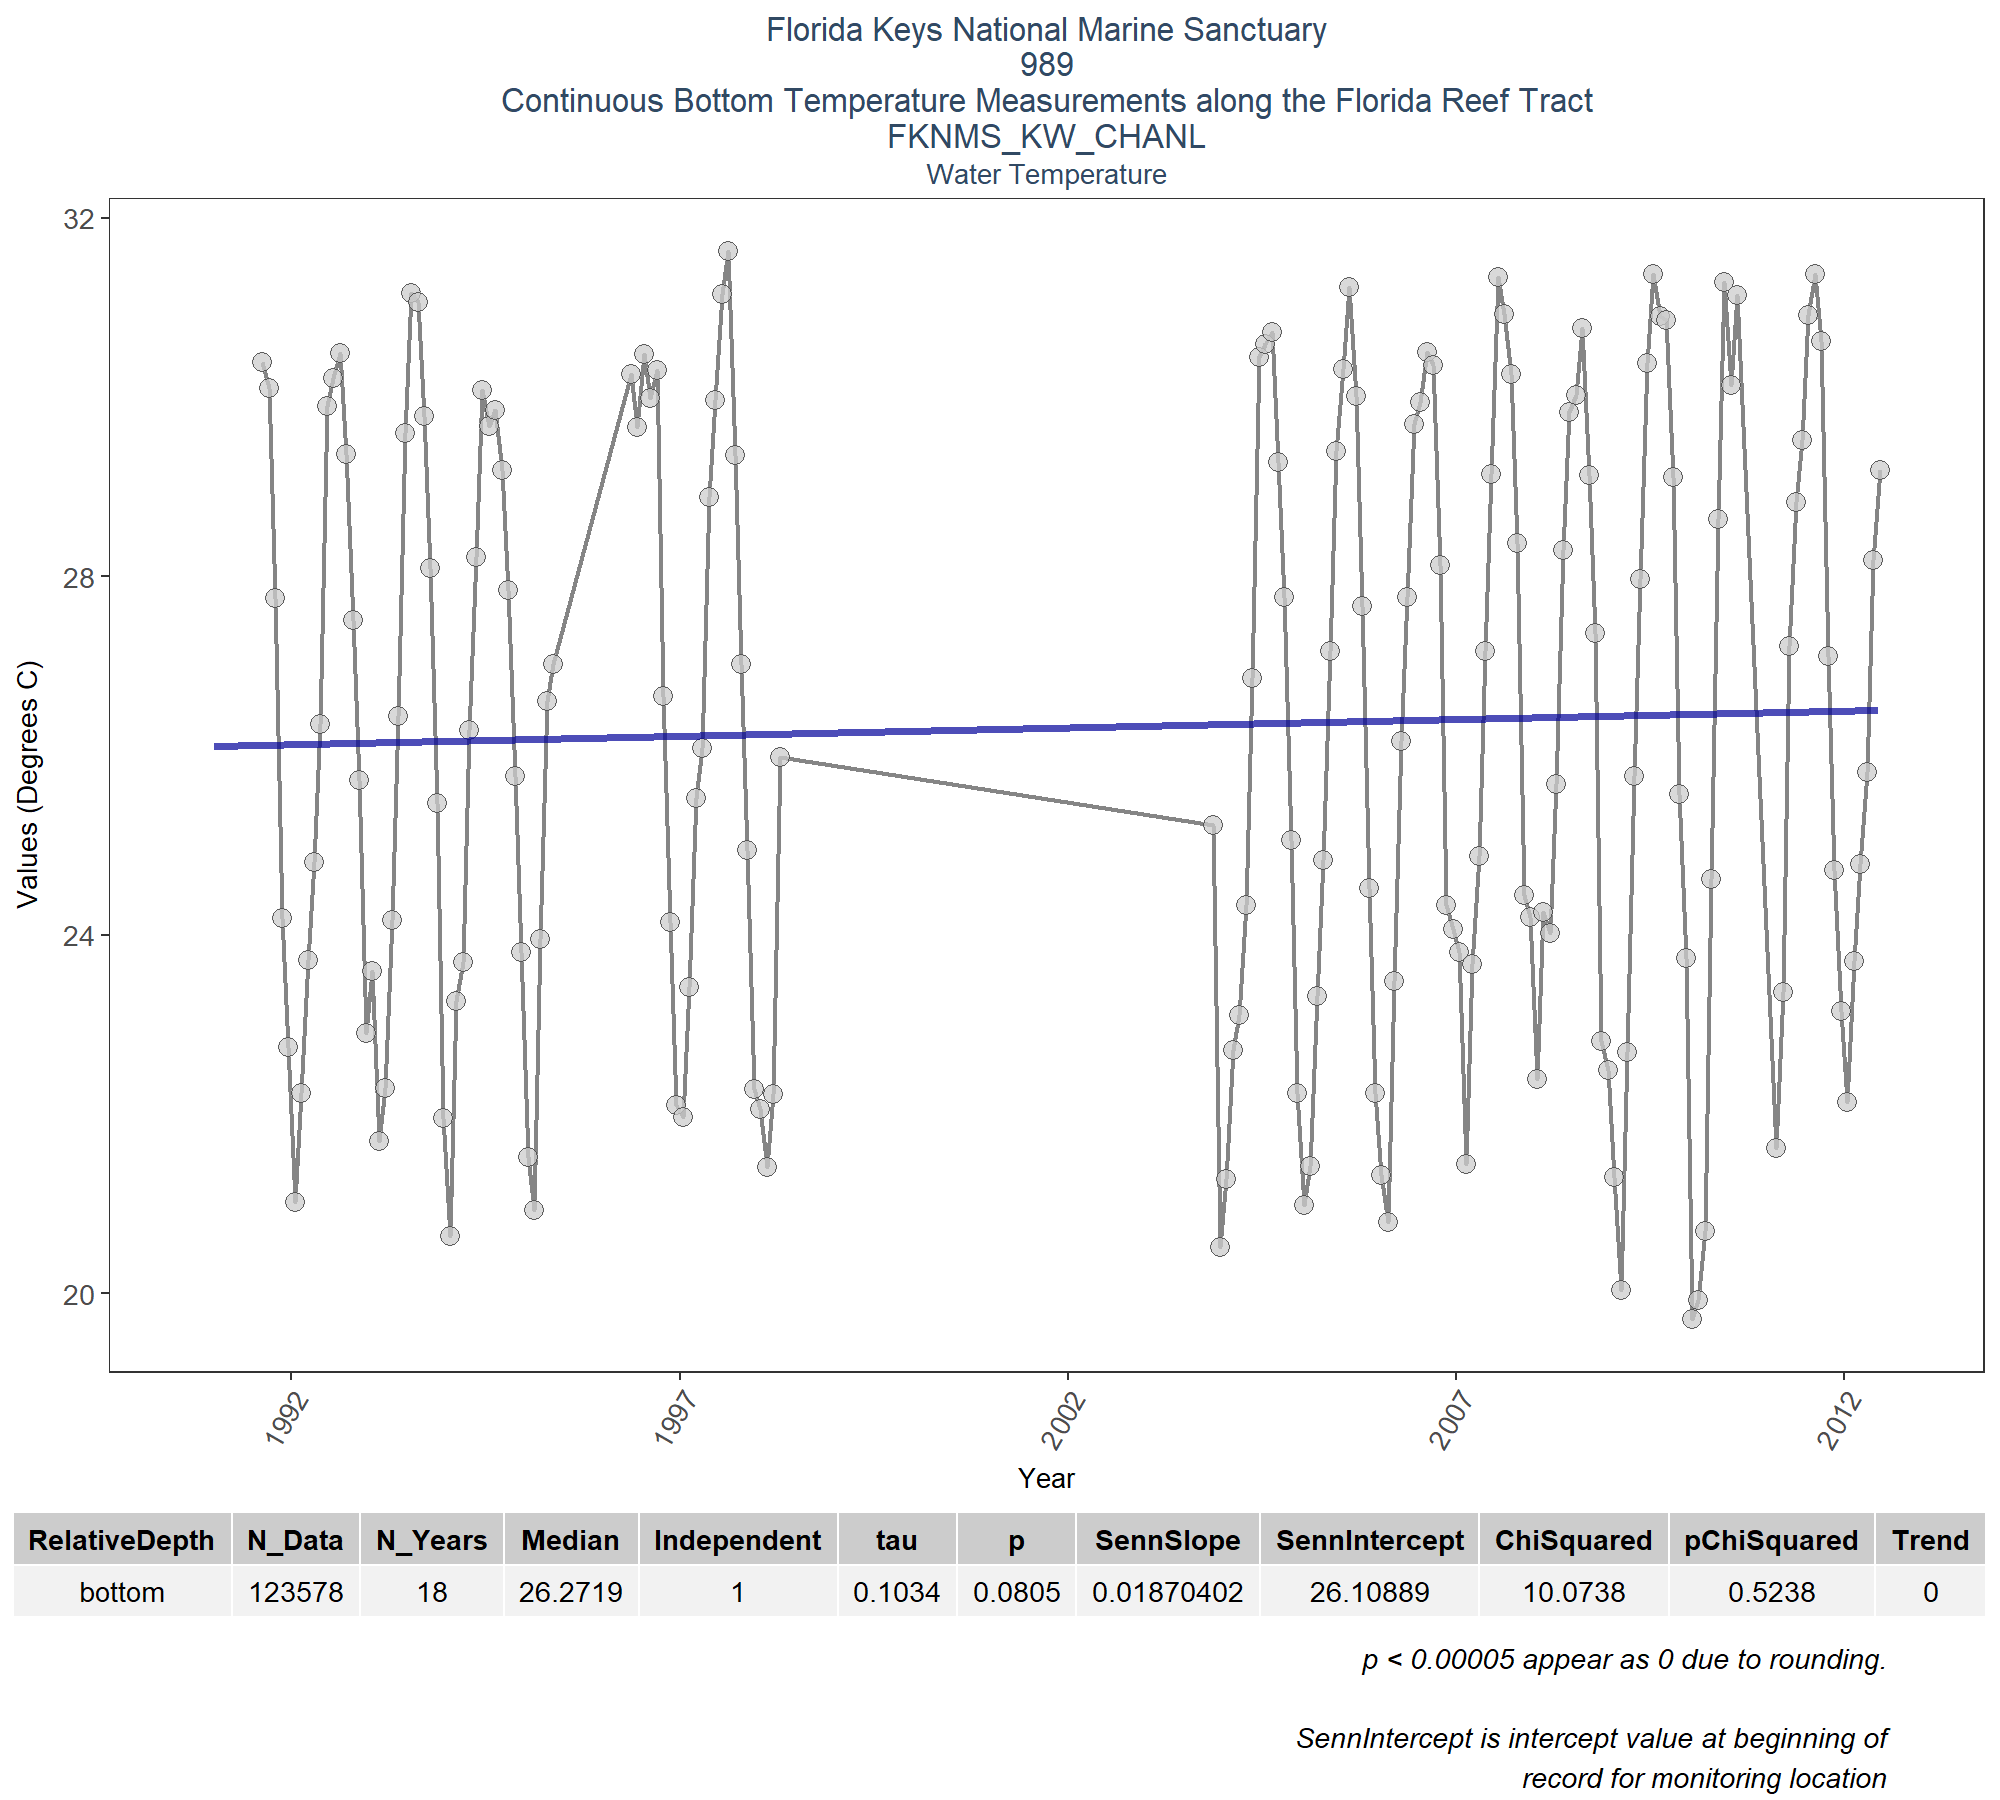 Florida Keys National Marine Sanctuary
989
Continuous Bottom Temperature Measurements along the Florida Reef Tract
FKNMS_KW_CHANL
Water Temperature
32
28
24
20
Values (Degrees C)
1992
1997
2002
2007
2012
Year
RelativeDepth N_Data N_Years Median Independent tau p SennSlope SennIntercept ChiSquared pChiSquared Trend
bottom 123578 18 26.2719 1 0.1034 0.0805 0.01870402 26.10889 10.0738 0.5238 0
p < 0.00005 appear as 0 due to rounding.
SennIntercept is intercept value at beginning of
record for monitoring location